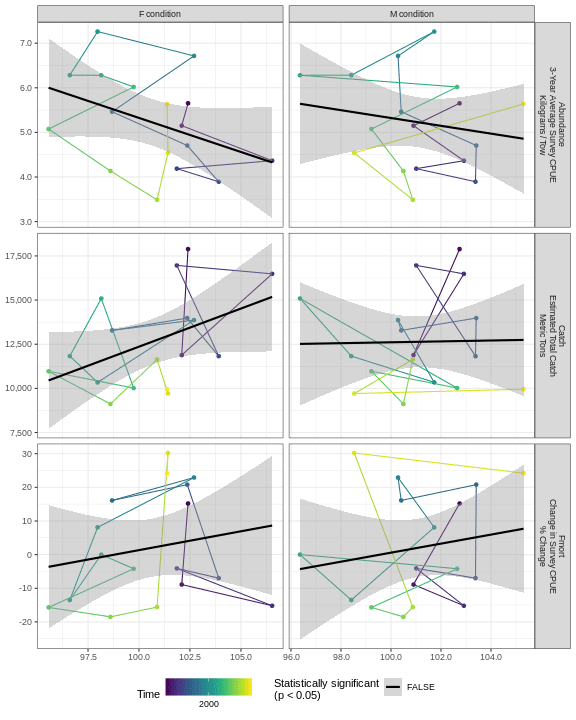 F condition
M condition
7.0
6.0
5.0
4.0
3.0
Abundance
3-Year Average Survey CPUE
Kilograms / Tow
17,500
15,000
12,500
10,000
7,500
Catch
Estimated Total Catch
Metric Tons
30
20
10
0
-10
-20
Fmort
Change in Survey CPUE
% Change
97.5
100.0
102.5
105.0
96.0
98.0
100.0
102.0
104.0
Time
2000
Statistically significant
(p < 0.05)
FALSE